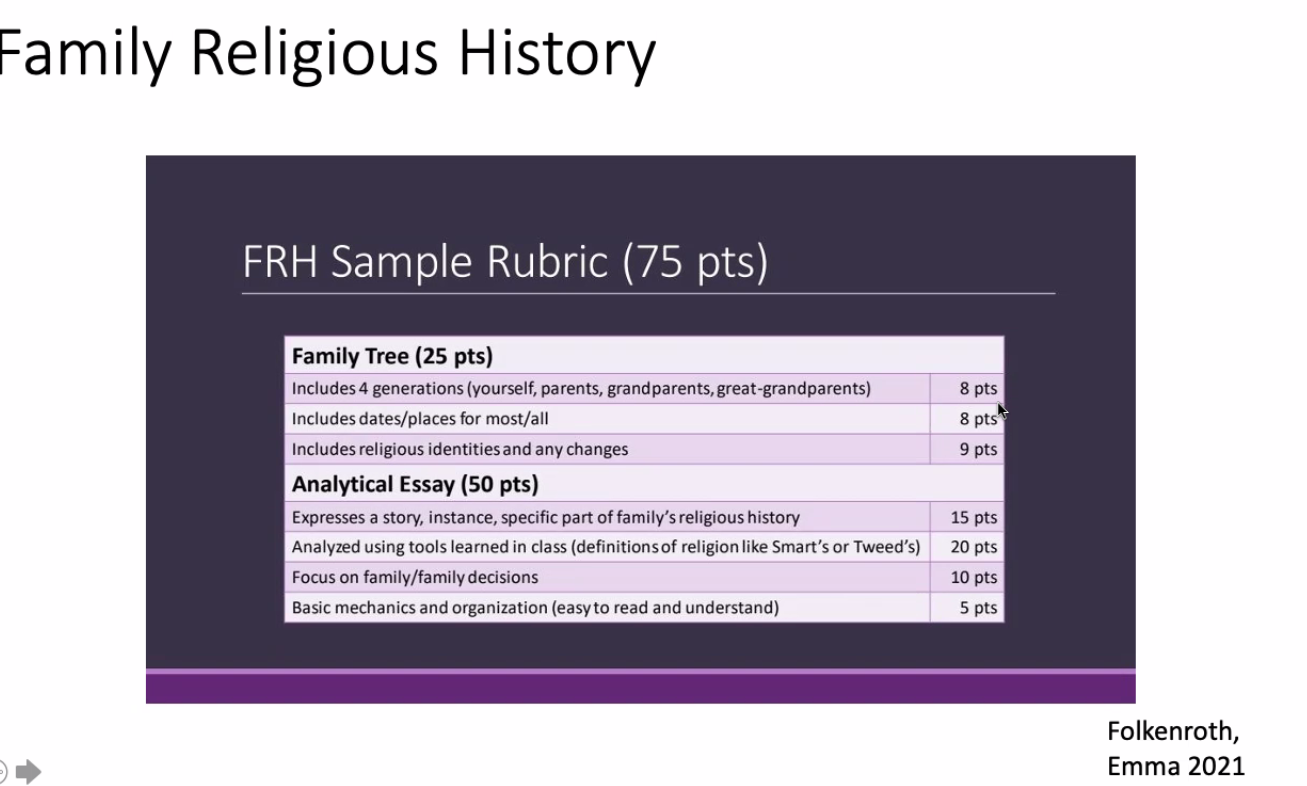 Family Religious History
FRH Sample Rubric (75 pts)
Family Tree (25 pts)
Includes 4 generations (yourself, parents, grandparents, great-grandparents) 8 pts
Includes dates/places for most/all 8 pts
Includes religious identities and any changes 9 pts
Analytical Essay (50 pts)
Expresses a story, instance, specific part of family's religious history 15 pts
Analyzed using tools learned in class (definitions of religion like Smart's or Tweed's) 20 pts
Focus on family/family decisions 10 pts
Basic mechanics and organization (easy to read and understand) 5 pts
Folkenroth,
Emma 2021